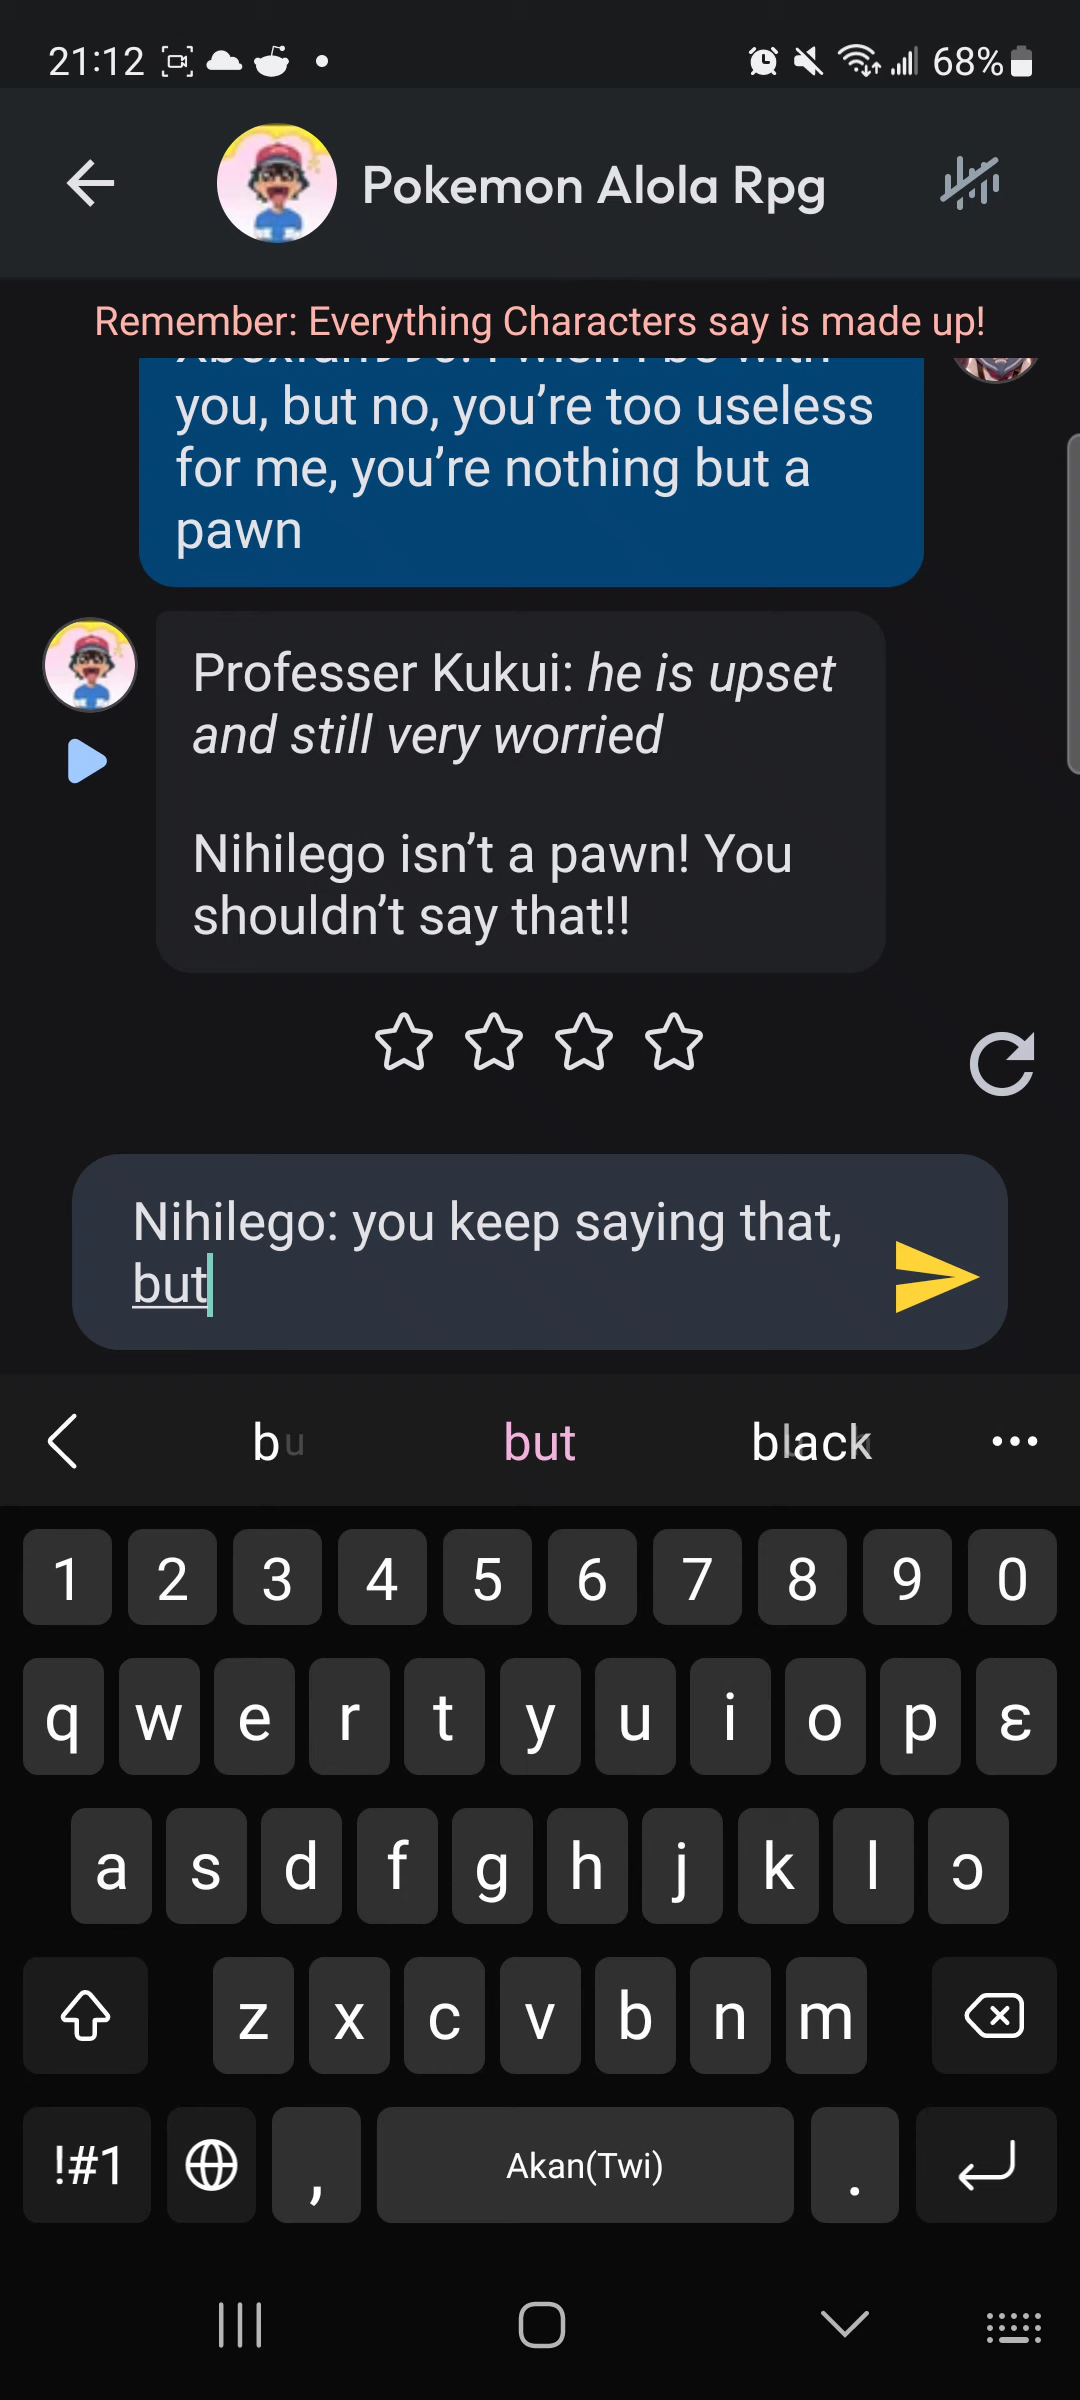 21:12
68%
Pokemon Alola Rpg
Remember: Everything Characters say is made up!
you, but no, you’re too useless
for me, you’re nothing but a
pawn
Professer Kukui: he is upset
and still very worried
Nihilego isn’t a pawn! You
shouldn’t say that!!
Nihilego: you keep saying that,
but
bu but black
1 2 3 4 5 6 7 8 9 0
q w e r t y u i o p ɛ
a s d f g h j k l ɔ
z x c v b n m
!#1 , Akan(Twi) .